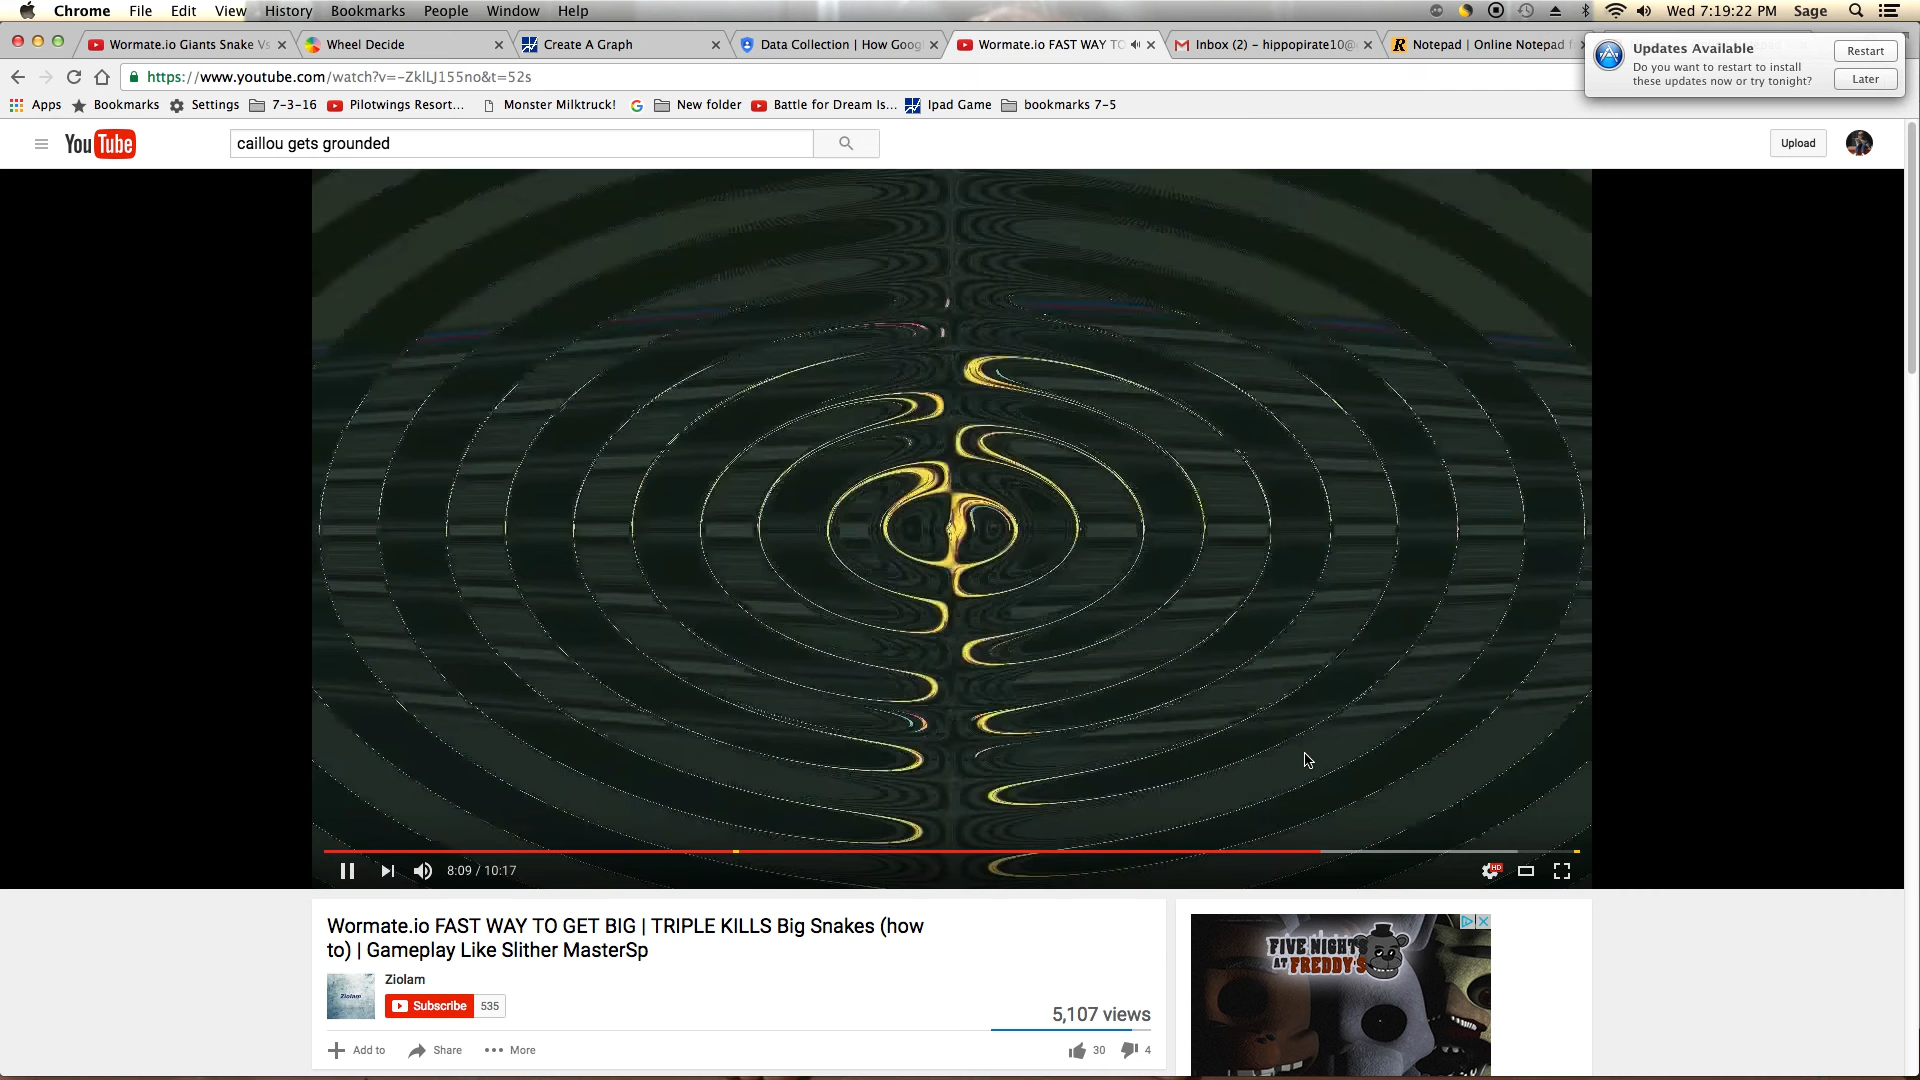 Chrome File Edit View History Bookmarks People Window Help Wed 7:19:22 PM Sage
Wormate.io Giants Snake Vs
Wheel Decide
Create A Graph
Data Collection | How Goog
Wormate.io FAST WAY TO
Inbox (2) – hippopirate10@
Notepad | Online Notepad
Updates Available
Do you want to restart to install
these updates now or try tonight?
Restart
Later
https://www.youtube.com/watch?v=-ZklLJ155no&t=52s
Apps Bookmarks Settings 7-3-16 Pilotwings Resort... Monster Milktruck! New folder Battle for Dream Is... Ipad Game bookmarks 7-5
YouTube
caillou gets grounded
Upload
8:09 / 10:17
HD
Wormate.io FAST WAY TO GET BIG | TRIPLE KILLS Big Snakes (how
to) | Gameplay Like Slither MasterSp
Ziolam
Ziolam
Subscribe 535
5,107 views
Add to Share More
30 4
FIVE NIGHTS
AT FREDDY'S